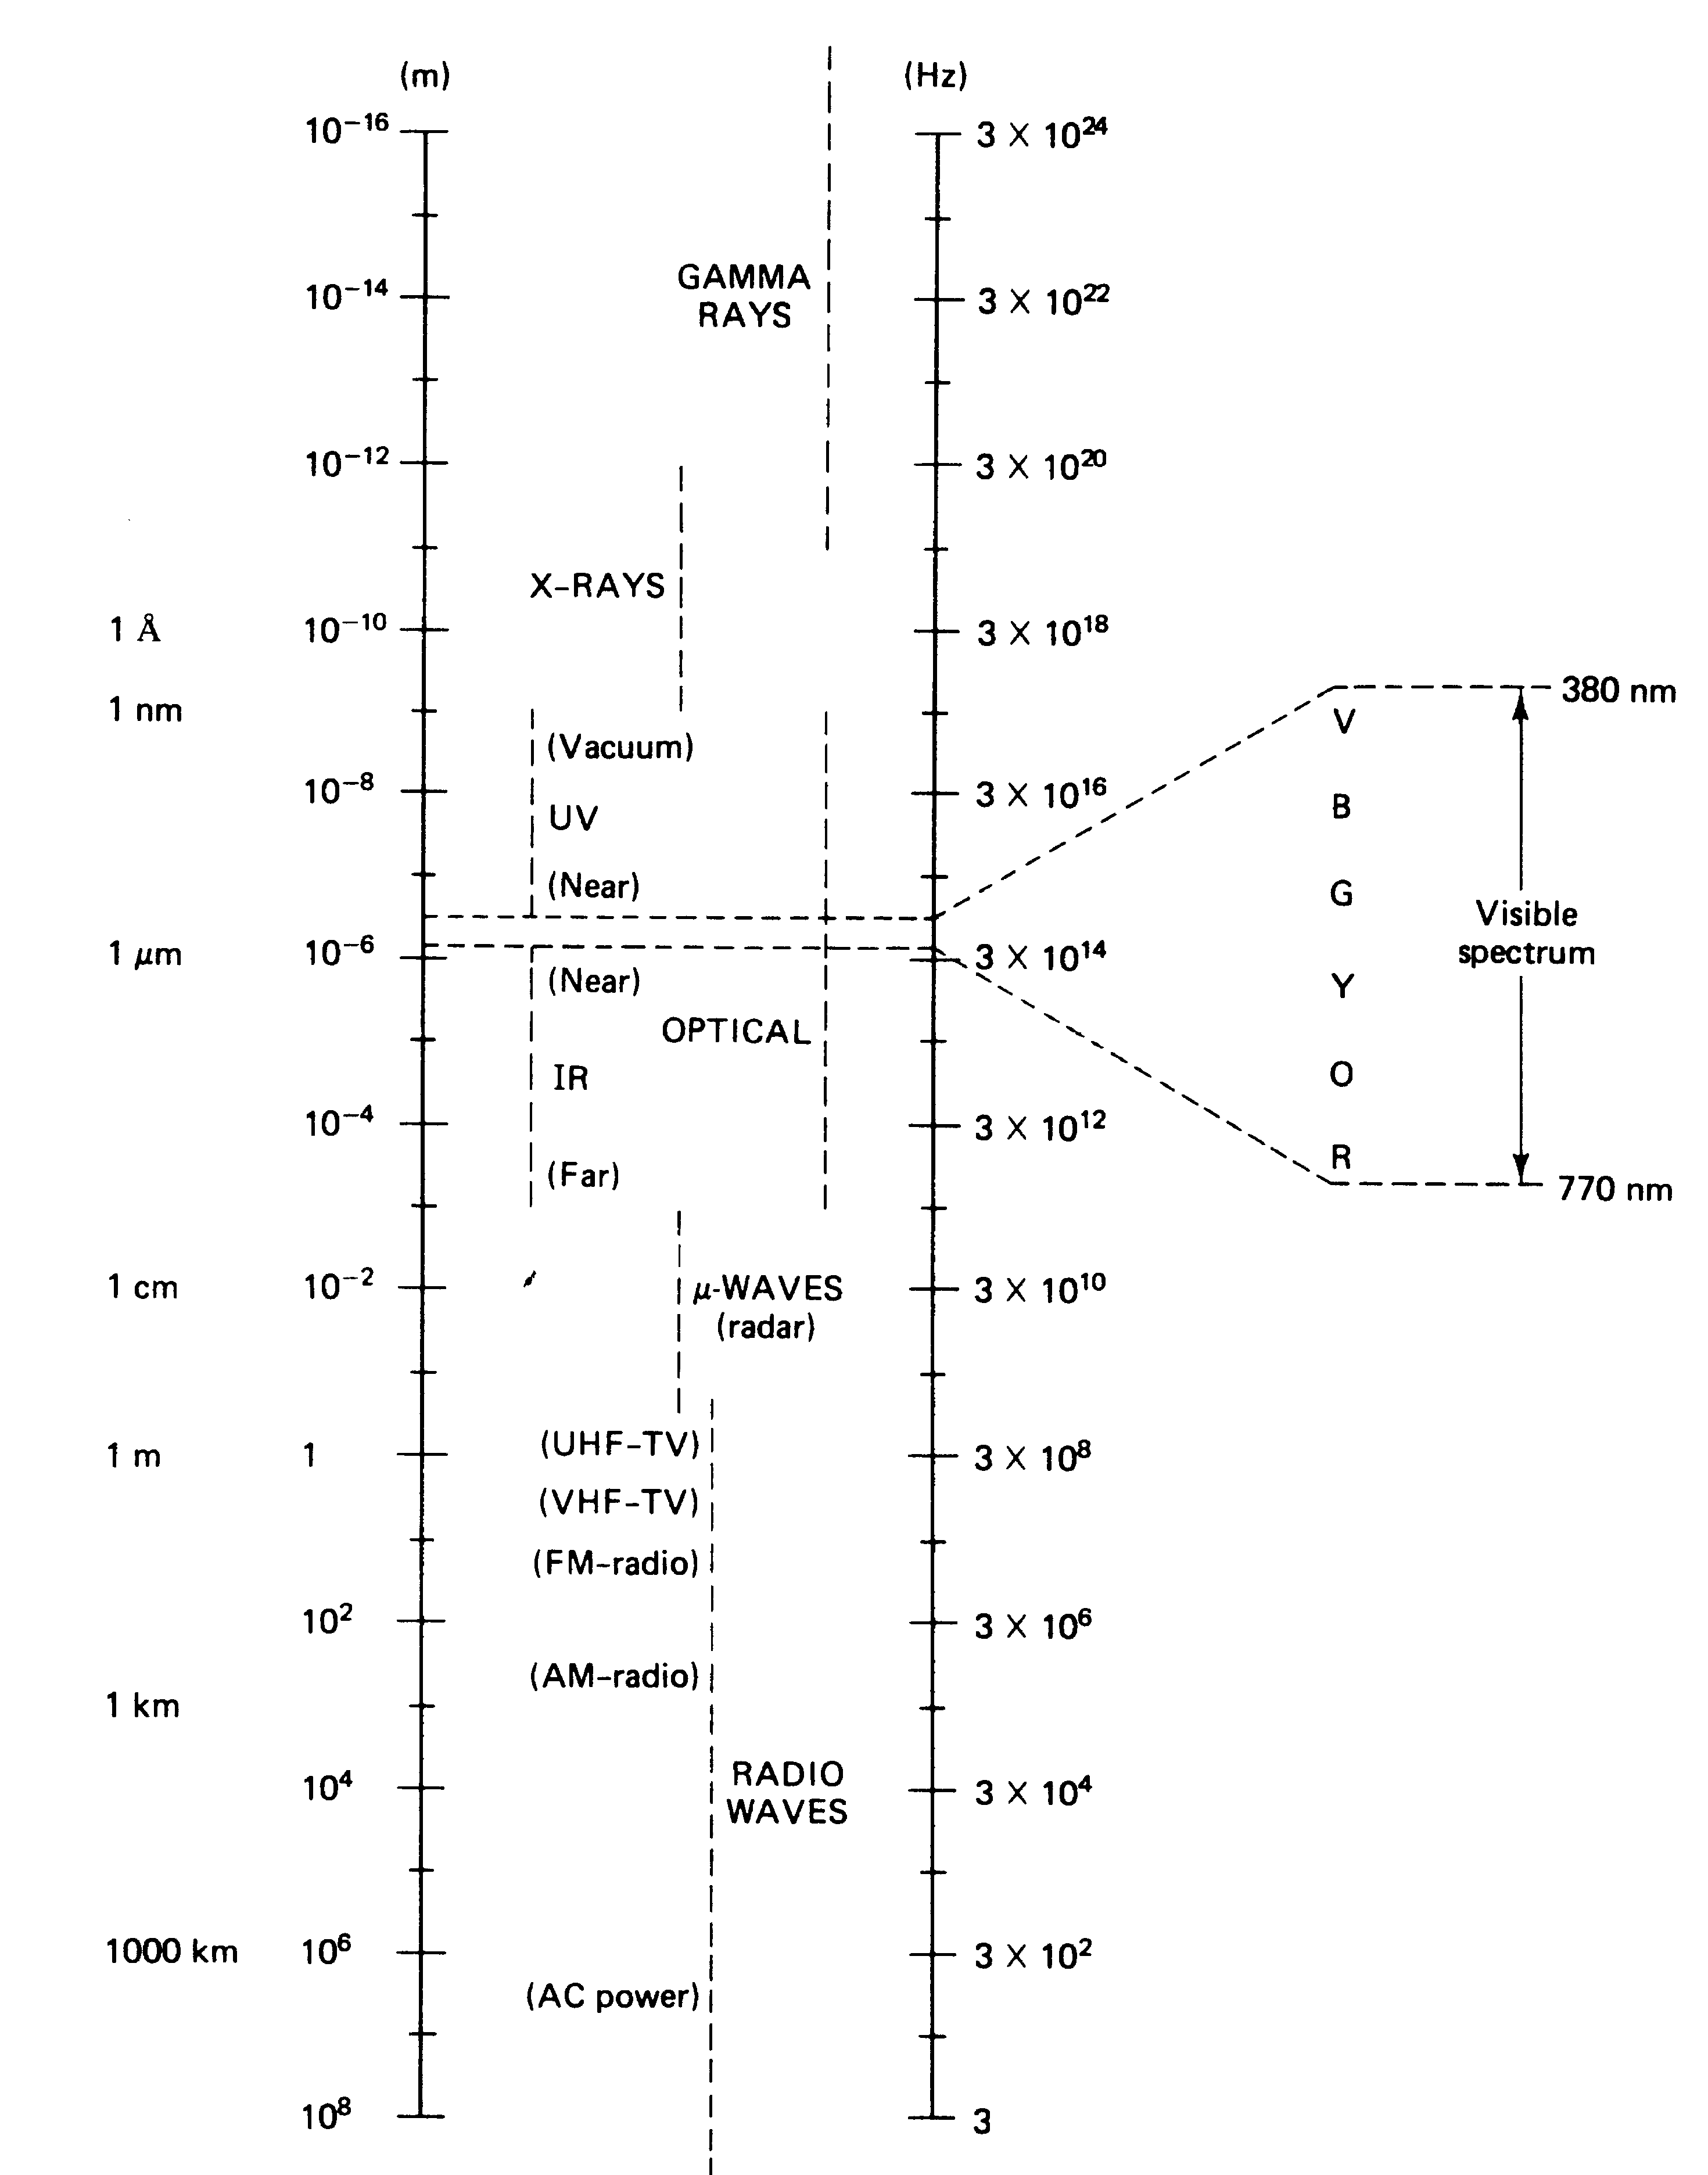 (m)
(Hz)
10⁻¹⁶
3 × 10²⁴
GAMMA
RAYS
10⁻¹⁴
3 × 10²²
10⁻¹²
3 × 10²⁰
X–RAYS
1 Å
10⁻¹⁰
3 × 10¹⁸
380 nm
1 nm
V
(Vacuum)
10⁻⁸
3 × 10¹⁶
B
UV
(Near)
G
Visible
spectrum
1 μm
10⁻⁶
3 × 10¹⁴
(Near)
Y
OPTICAL
IR
O
10⁻⁴
3 × 10¹²
(Far)
R
770 nm
1 cm
10⁻²
μ-WAVES
(radar)
3 × 10¹⁰
(UHF–TV)
1 m
1
3 × 10⁸
(VHF–TV)
(FM–radio)
10²
3 × 10⁶
(AM–radio)
1 km
RADIO
WAVES
10⁴
3 × 10⁴
1000 km
10⁶
3 × 10²
(AC power)
10⁸
3